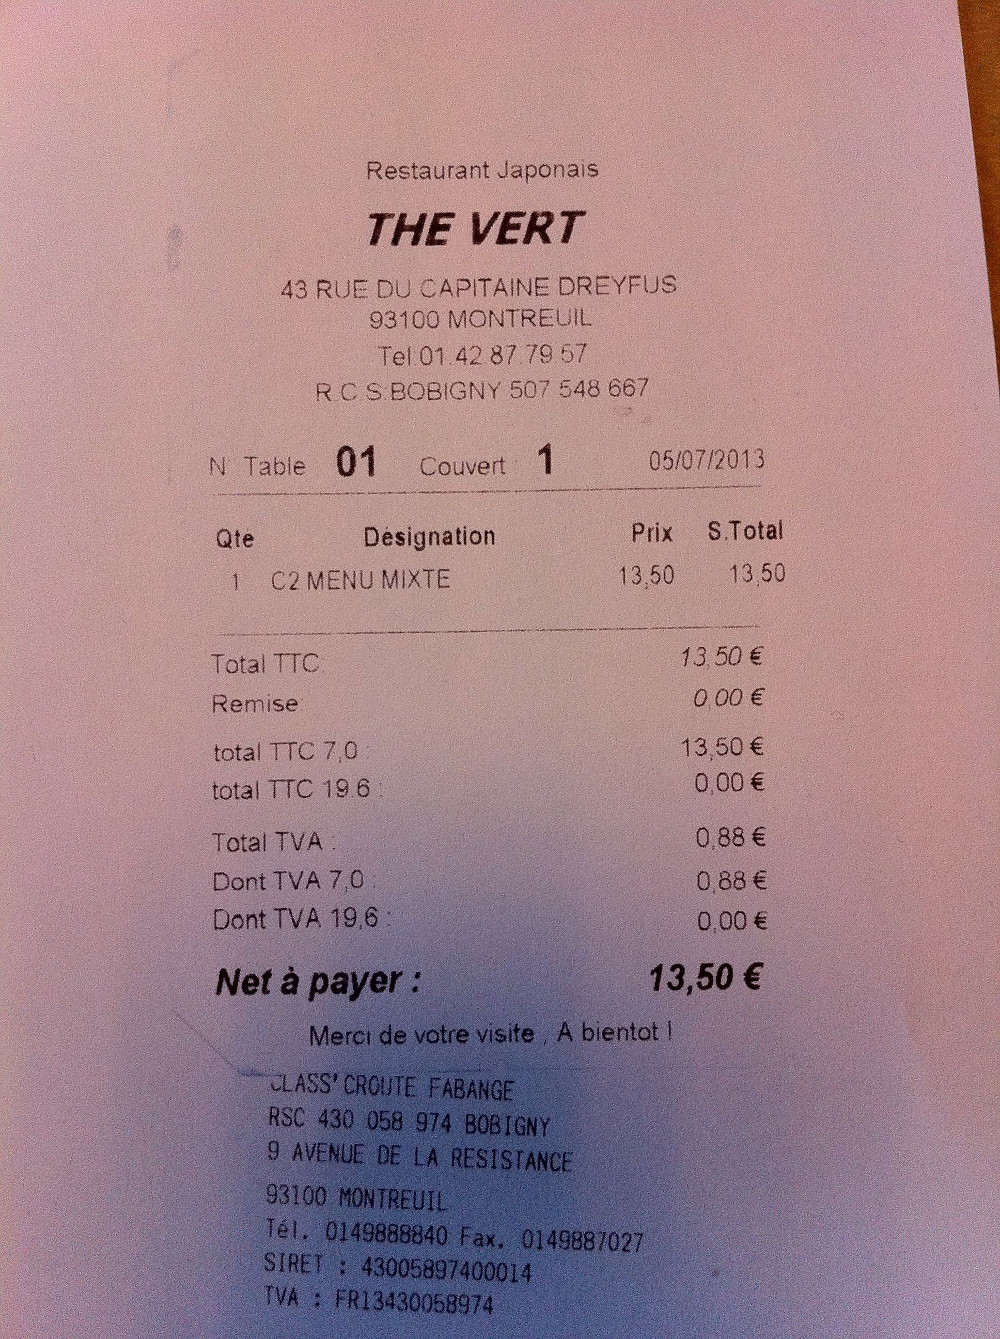 Restaurant Japonais
THE VERT
43 RUE DU CAPITAINE DREYFUS
93100 MONTREUIL
Tel:01.42.87.79.57
R.C.S.BOBIGNY 507 548 667
N Table 01 Couvert : 1 05/07/2013
Qte Désignation Prix S.Total
1 C2 MENU MIXTE 13,50 13,50
Total TTC: 13,50 €
Remise: 0,00 €
total TTC 7,0 : 13,50 €
total TTC 19.6 : 0,00 €
Total TVA : 0,88 €
Dont TVA 7,0 : 0,88 €
Dont TVA 19,6 : 0,00 €
Net à payer : 13,50 €
Merci de votre visite , A bientot !
CLASS'CROUTE FABANGE
RSC 430 058 974 BOBIGNY
9 AVENUE DE LA RESISTANCE
93100 MONTREUIL
Tél. 0149888840 Fax. 0149887027
SIRET : 43005897400014
TVA : FR13430058974